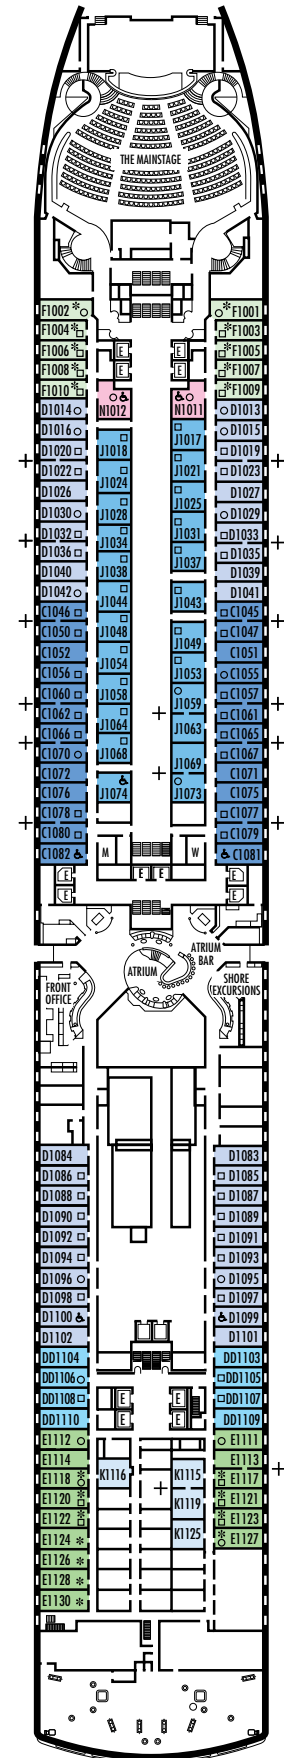 THE MAINSTAGE
F1002 F1001
F1004 F1003
F1006 E E F1005
F1008 E E F1007
F1010 F1009
D1014 N1012 N1011 D1013
D1016 D1015
J1017
D1020 J1018 D1019
D1022 J1021 D1023
J1024
D1026 D1027
J1025
D1030 J1028 D1029
D1032 J1031 D1033
J1034
D1036 D1035
J1037
D1040 J1038 D1039
D1042 D1041
J1044 J1043
C1046 C1045
C1050 J1048 C1047
J1049
C1052 C1051
J1054
C1056 J1053 C1055
C1060 J1058 C1057
J1059
C1062 C1061
J1064 J1063
C1066 C1065
C1070 J1068 C1067
J1069
C1072 C1071
C1076 J1074 J1073 C1075
C1078 C1077
C1080 C1079
C1082 M W C1081
E E E E
E E
ATRIUM
BAR
ATRIUM
FRONT
OFFICE
SHORE
EXCURSIONS
D1084 D1083
D1086 D1085
D1088 D1087
D1090 D1089
D1092 D1091
D1094 D1093
D1096 D1095
D1098 D1097
D1100 D1099
D1102 D1101
DD1104 DD1103
DD1106 E E DD1105
DD1108 DD1107
DD1110 E E DD1109
E1112 E1111
E1114 E1113
E1118 K1116 K1115 E1117
E1120 K1119 E1121
E1122 E1123
E1124 K1125 E1127
E1126
E1128
E1130